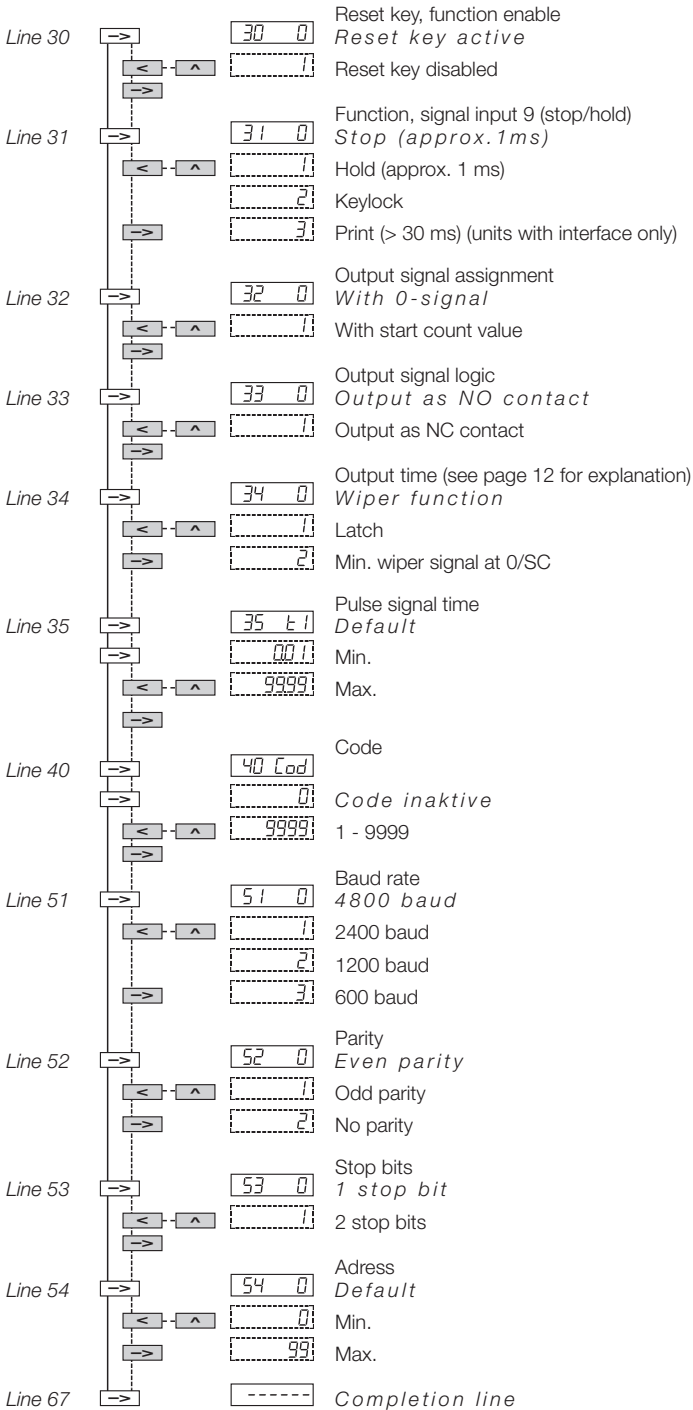 Reset key, function enable
Line 30 –> 30 0 Reset key active
< ^ 1 Reset key disabled
–>
Function, signal input 9 (stop/hold)
Line 31 –> 31 0 Stop (approx.1ms)
< ^ 1 Hold (approx. 1 ms)
2 Keylock
–> 3 Print (> 30 ms) (units with interface only)
Output signal assignment
Line 32 –> 32 0 With 0-signal
< ^ 1 With start count value
–>
Output signal logic
Line 33 –> 33 0 Output as NO contact
< ^ 1 Output as NC contact
–>
Output time (see page 12 for explanation)
Line 34 –> 34 0 Wiper function
< ^ 1 Latch
–> 2 Min. wiper signal at 0/SC
Pulse signal time
Line 35 –> 35 t1 Default
–> 0.01 Min.
< ^ 99.99 Max.
–>
Code
Line 40 –> 40 Cod
–> 0 Code inaktive
< ^ 9999 1 - 9999
–>
Baud rate
Line 51 –> 51 0 4800 baud
< ^ 1 2400 baud
2 1200 baud
–> 3 600 baud
Parity
Line 52 –> 52 0 Even parity
< ^ 1 Odd parity
–> 2 No parity
Stop bits
Line 53 –> 53 0 1 stop bit
< ^ 1 2 stop bits
–>
Adress
Line 54 –> 54 0 Default
< ^ 0 Min.
–> 99 Max.
Line 67 –> ------ Completion line